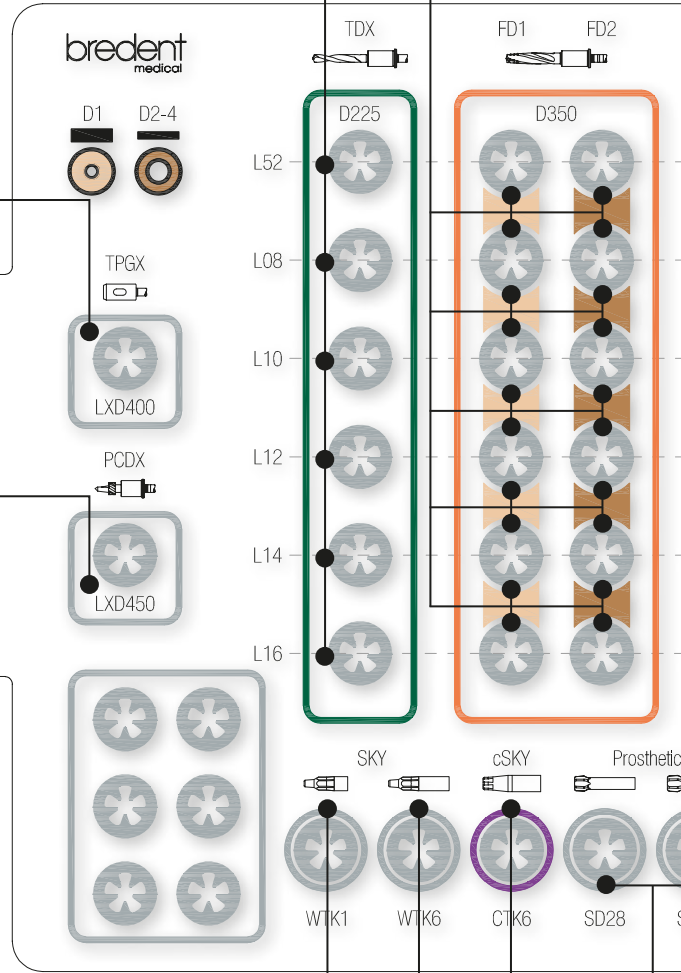 bredent
medical
TDX
FD1 FD2
D1 D2-4
D225
D350
L52
TPGX
L08
L10
LXD400
L12
PCDX
L14
LXD450
L16
SKY
cSKY
Prosthetic
WTK1
WTK6
CTK6
SD28